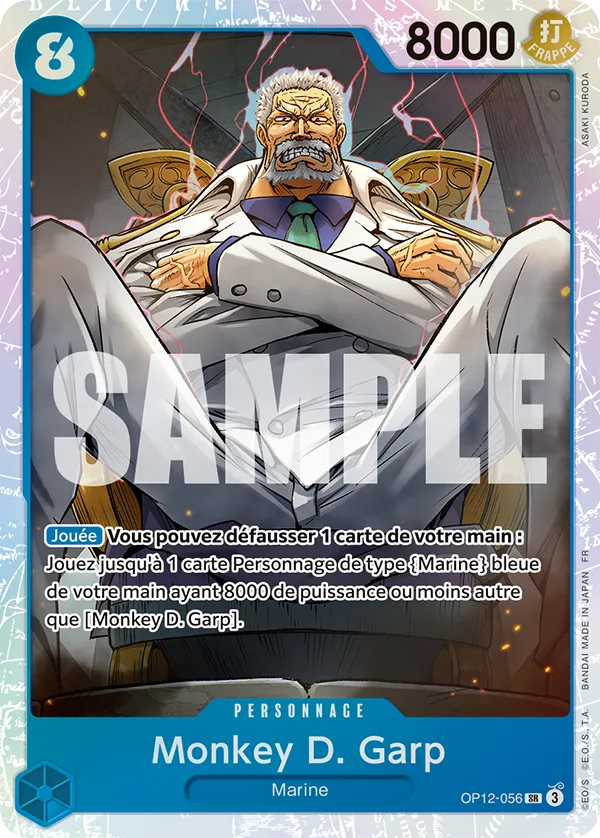 8
8000
打
FRAPPE
ASAKI KURODA
SAMPLE
Jouée Vous pouvez défausser 1 carte de votre main :
Jouez jusqu'à 1 carte Personnage de type {Marine} bleue
de votre main ayant 8000 de puissance ou moins autre
que [Monkey D. Garp].
PERSONNAGE
Monkey D. Garp
Marine
OP12-056 SR 3
©EO/S ©E.O./S., T.A. BANDAI MADE IN JAPAN FR